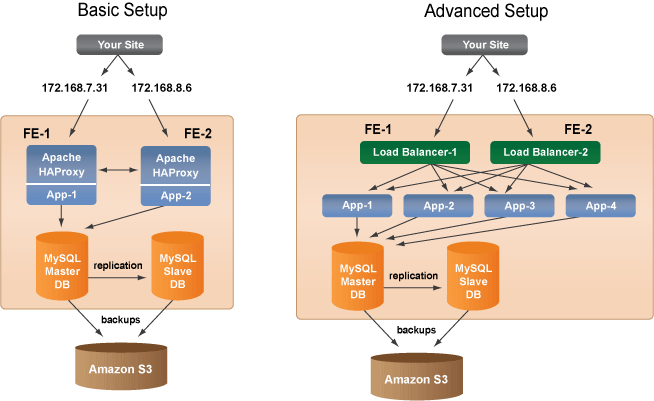 Basic Setup
Your Site
172.168.7.31
172.168.8.6
FE-1
FE-2
Apache
HAProxy
App-1
Apache
HAProxy
App-2
MySQL
Master
DB
replication
MySQL
Slave
DB
backups
Amazon S3
Advanced Setup
Your Site
172.168.7.31
172.168.8.6
FE-1
FE-2
Load Balancer-1
Load Balancer-2
App-1
App-2
App-3
App-4
MySQL
Master
DB
replication
MySQL
Slave
DB
backups
Amazon S3